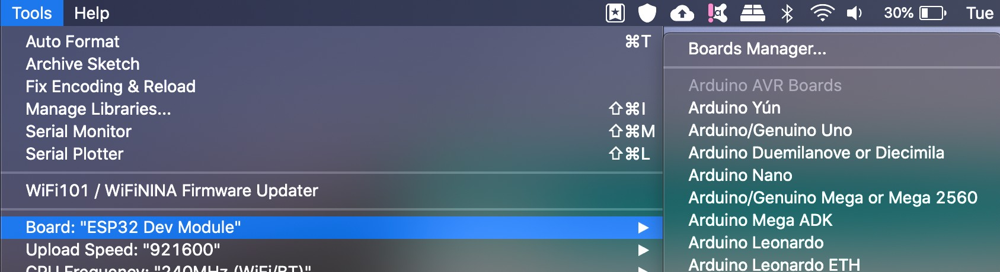 Tools Help 30% Tue
Auto Format ⌘T
Archive Sketch
Fix Encoding & Reload
Manage Libraries... ⇧⌘I
Serial Monitor ⇧⌘M
Serial Plotter ⇧⌘L
WiFi101 / WiFiNINA Firmware Updater
Board: "ESP32 Dev Module"
Upload Speed: "921600"
CPU Frequency: "240MHz (WiFi/BT)"
Boards Manager...
Arduino AVR Boards
Arduino Yún
Arduino/Genuino Uno
Arduino Duemilanove or Diecimila
Arduino Nano
Arduino/Genuino Mega or Mega 2560
Arduino Mega ADK
Arduino Leonardo
Arduino Leonardo ETH